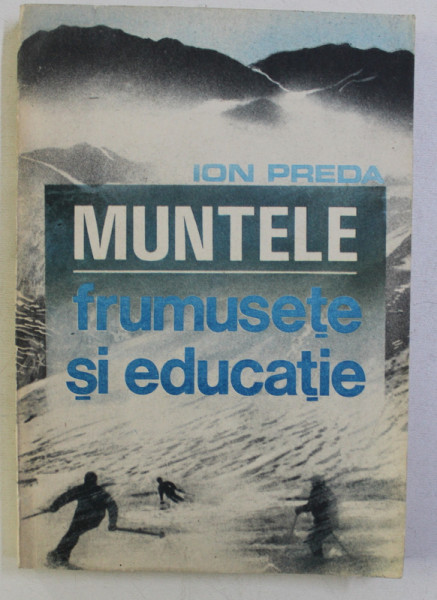 ION PREDA
MUNTELE
frumusețe
și educație